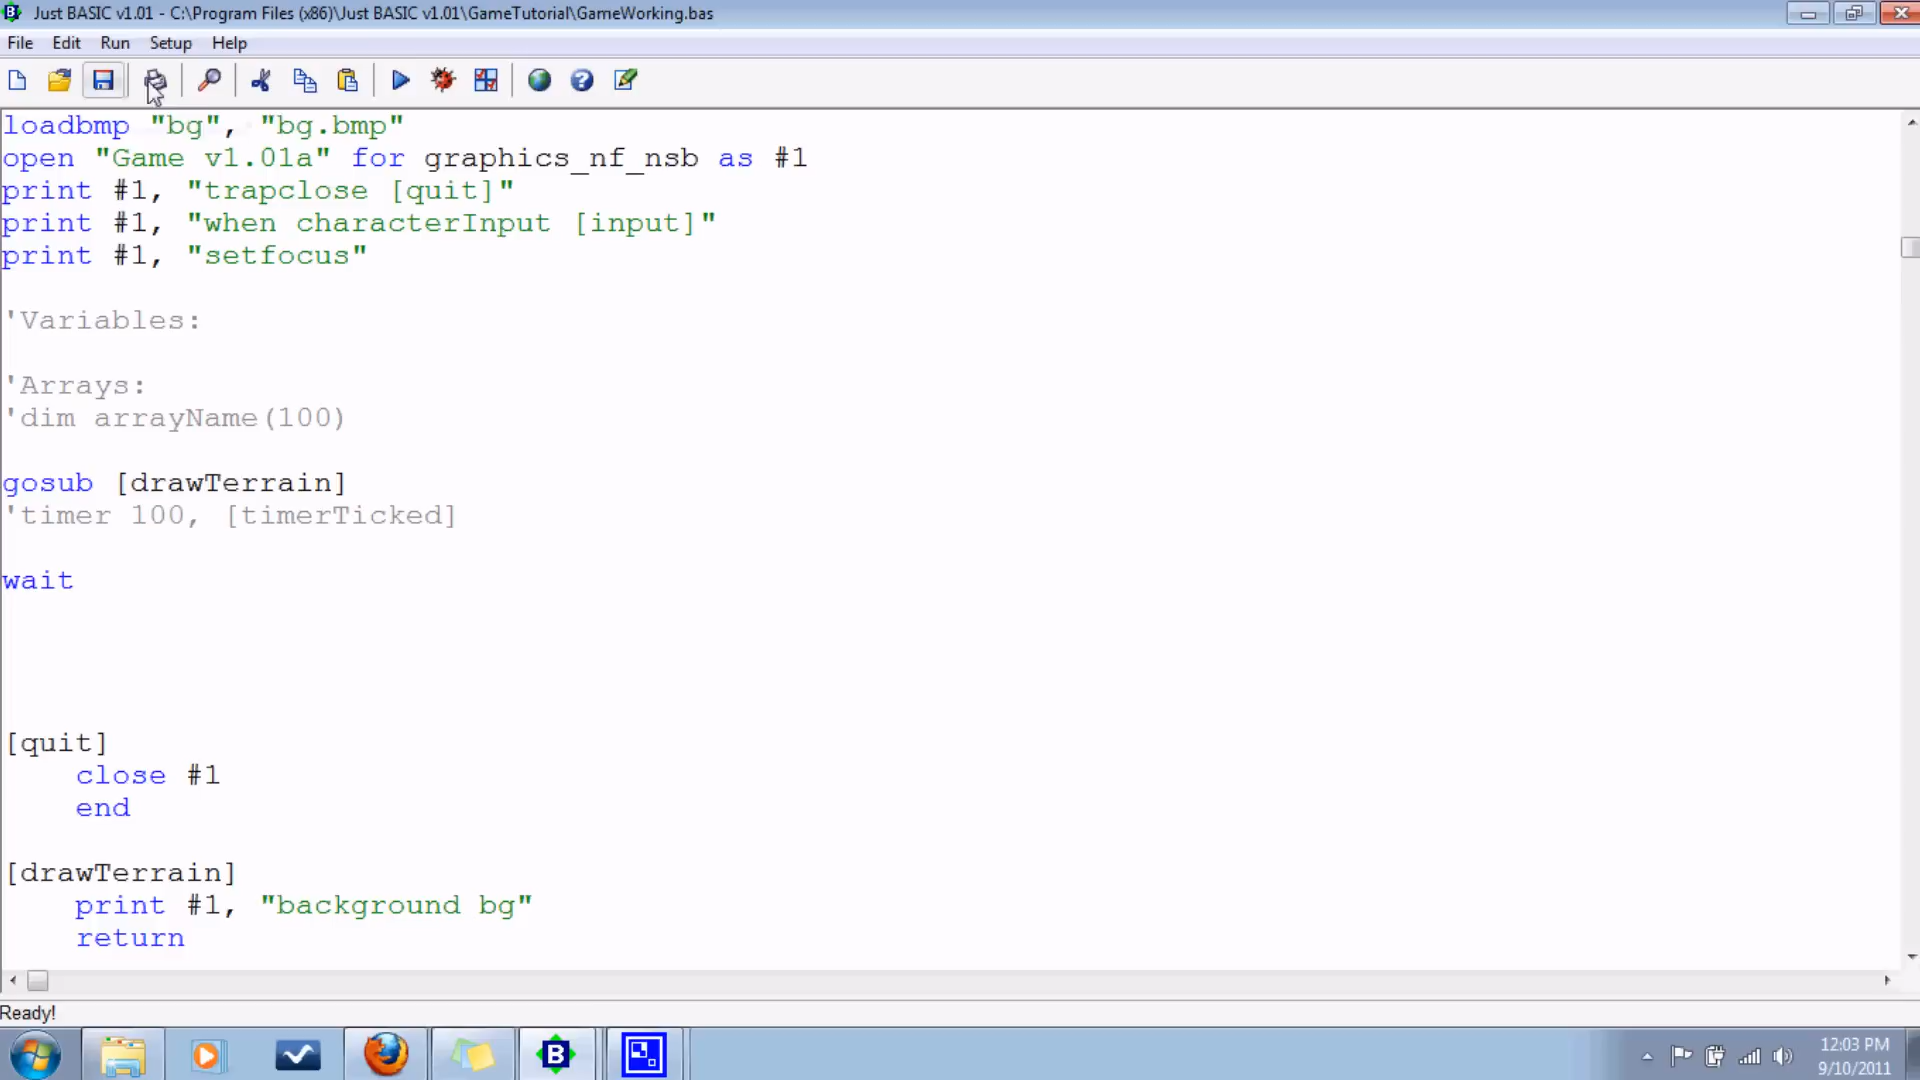 Just BASIC v1.01 - C:\Program Files (x86)\Just BASIC v1.01\GameTutorial\GameWorking.bas
File Edit Run Setup Help
loadbmp "bg", "bg.bmp"
open "Game v1.01a" for graphics_nf_nsb as #1
print #1, "trapclose [quit]"
print #1, "when characterInput [input]"
print #1, "setfocus"
'Variables:
'Arrays:
'dim arrayName(100)
gosub [drawTerrain]
'timer 100, [timerTicked]
wait
[quit]
    close #1
    end
[drawTerrain]
    print #1, "background bg"
    return
Ready!
12:03 PM
9/10/2011